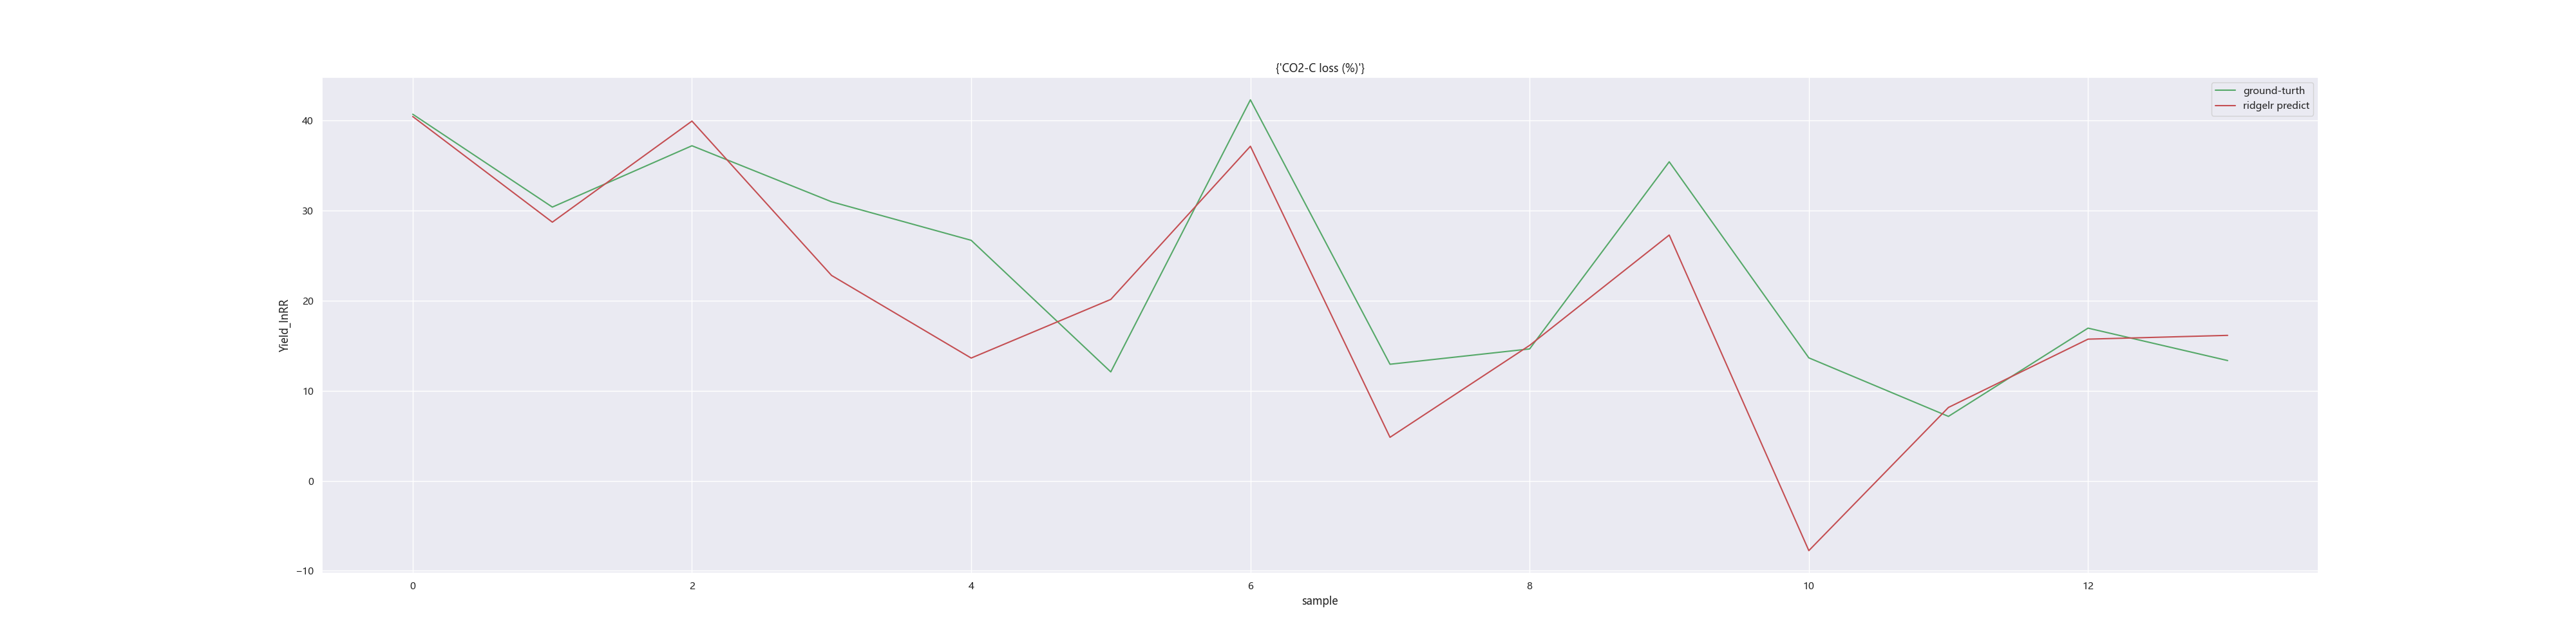 {'CO2-C loss (%)'}
ground-turth
ridgelr predict
40
30
20
10
0
−10
Yield_lnRR
0 2 4 6 8 10 12
sample